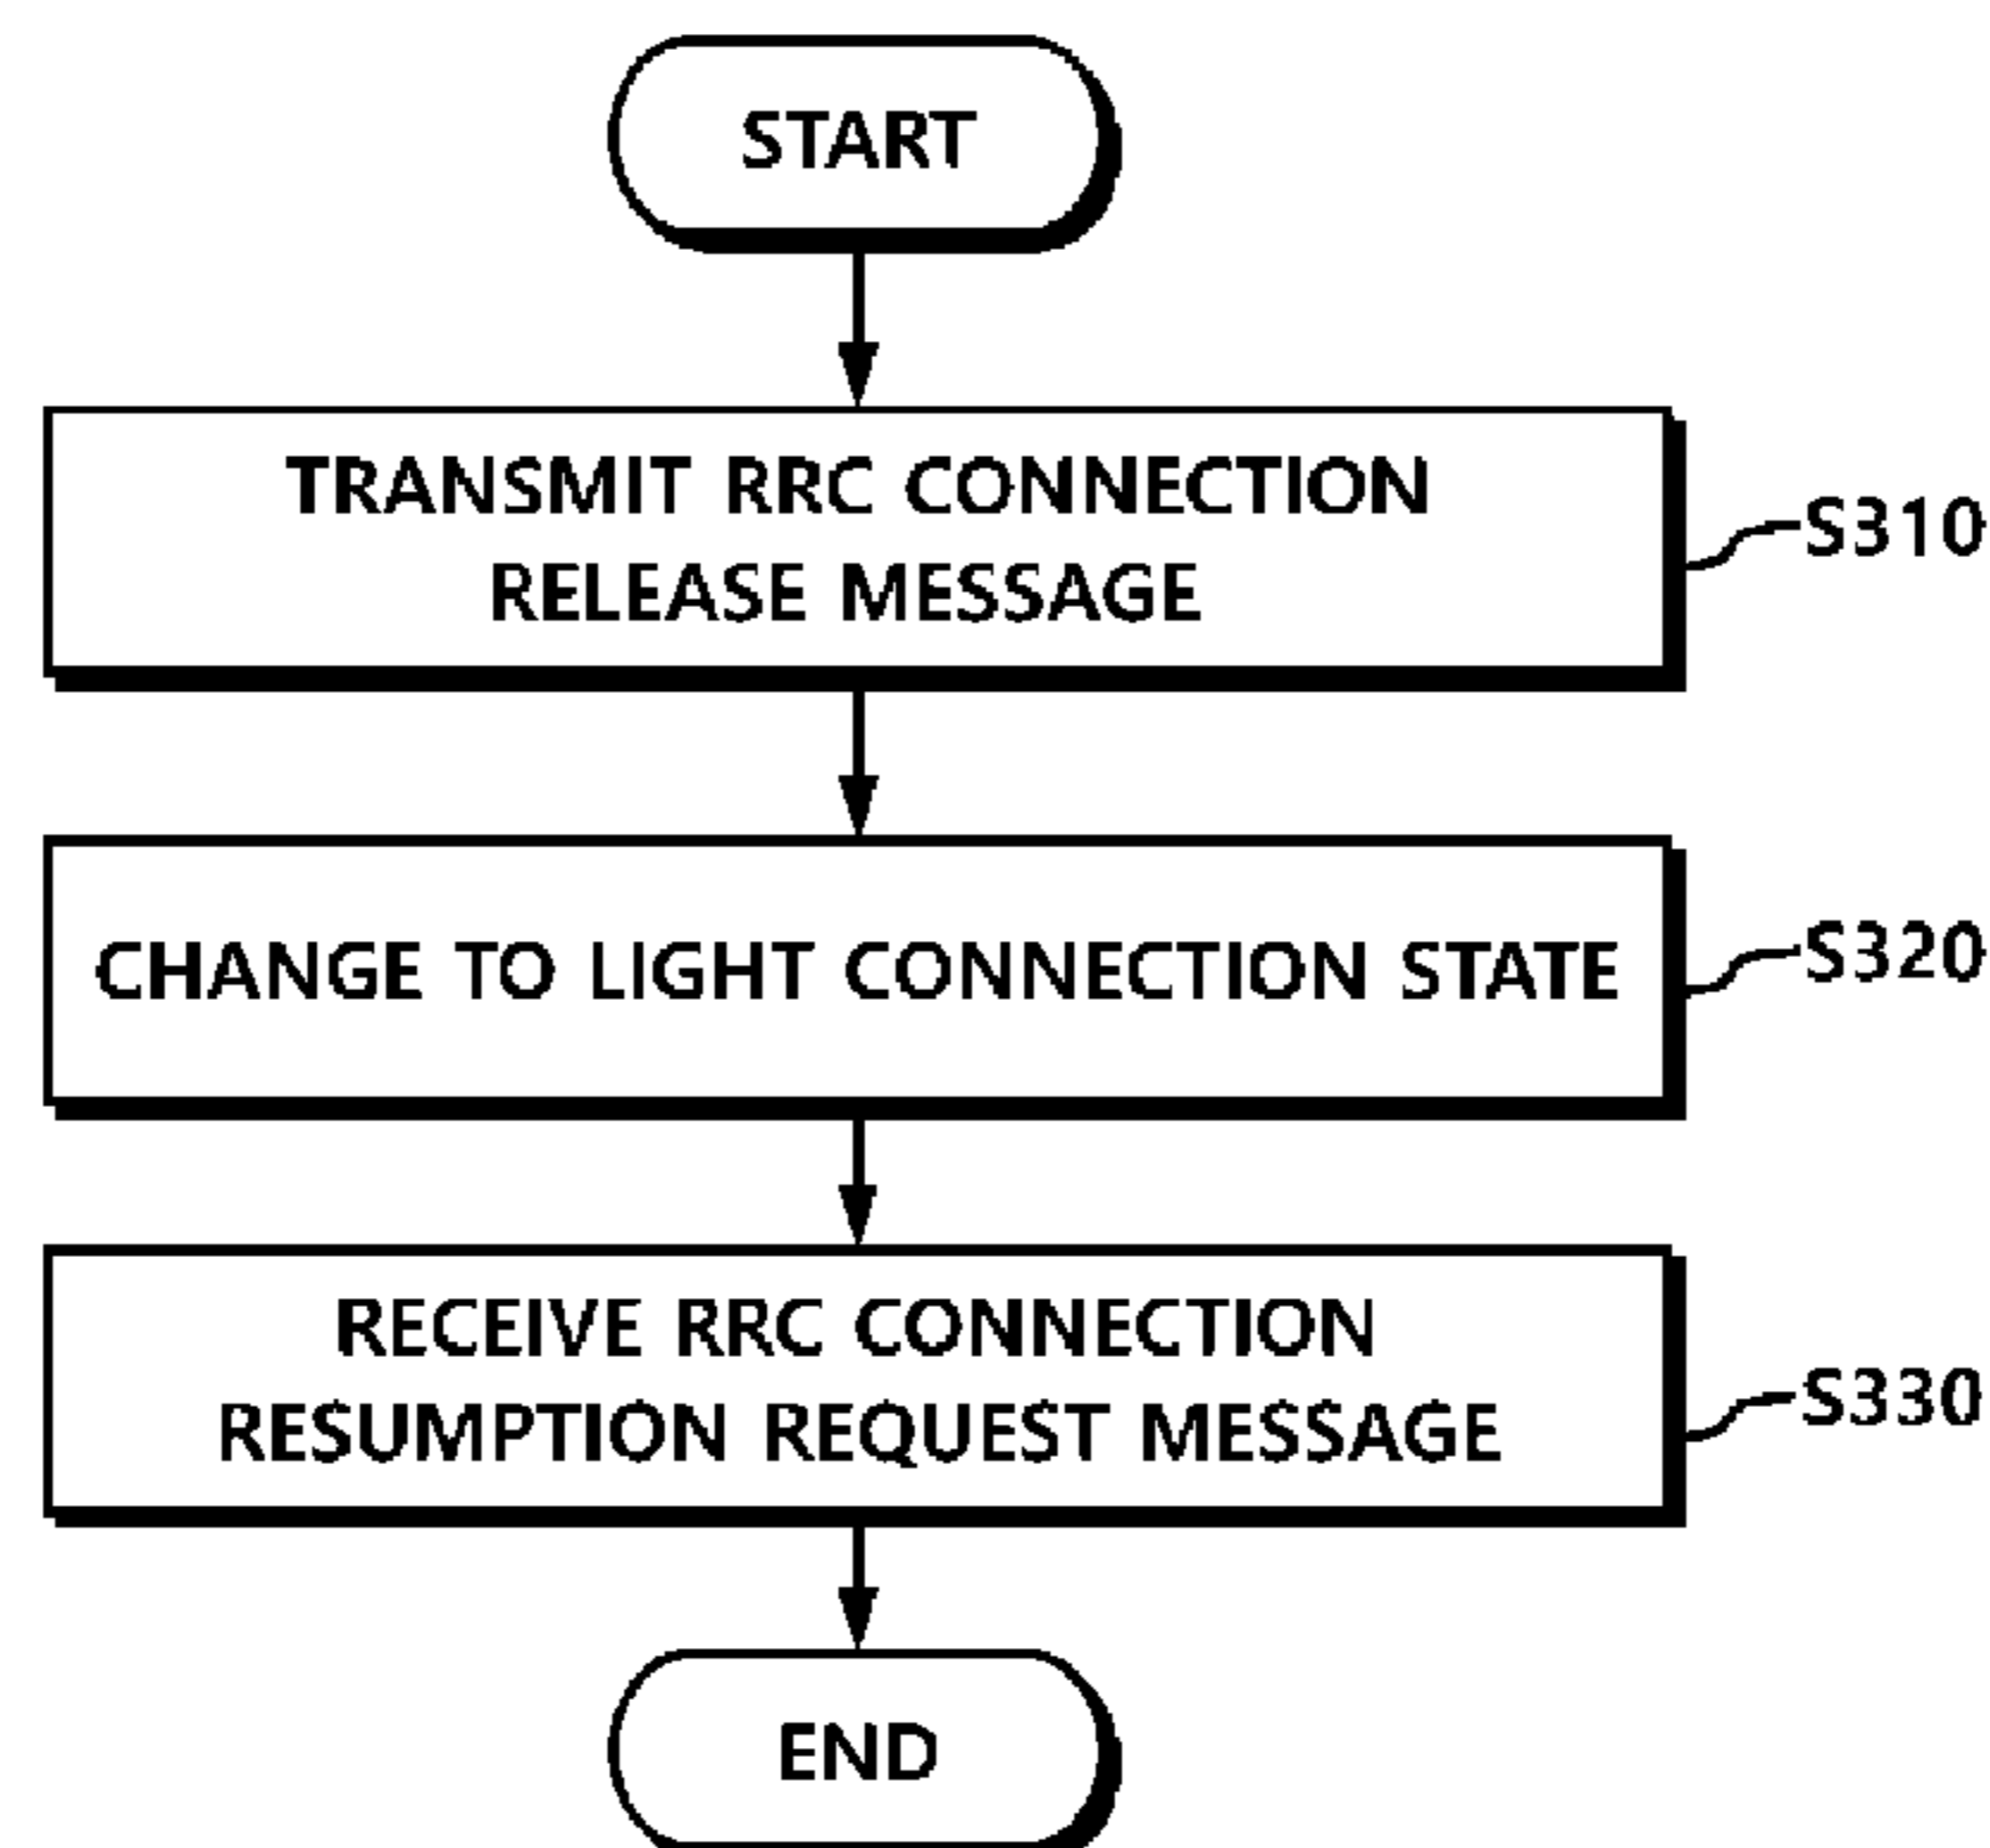 START
TRANSMIT RRC CONNECTION
RELEASE MESSAGE
S310
CHANGE TO LIGHT CONNECTION STATE
S320
RECEIVE RRC CONNECTION
RESUMPTION REQUEST MESSAGE
S330
END